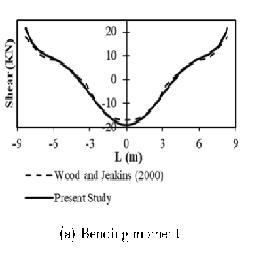 20
10
0
-10
-20
Shear (KN)
-9 -6 -3 0 3 6 9
L (m)
Wood and Jenkins (2000)
Present Study
(a) Bending moment